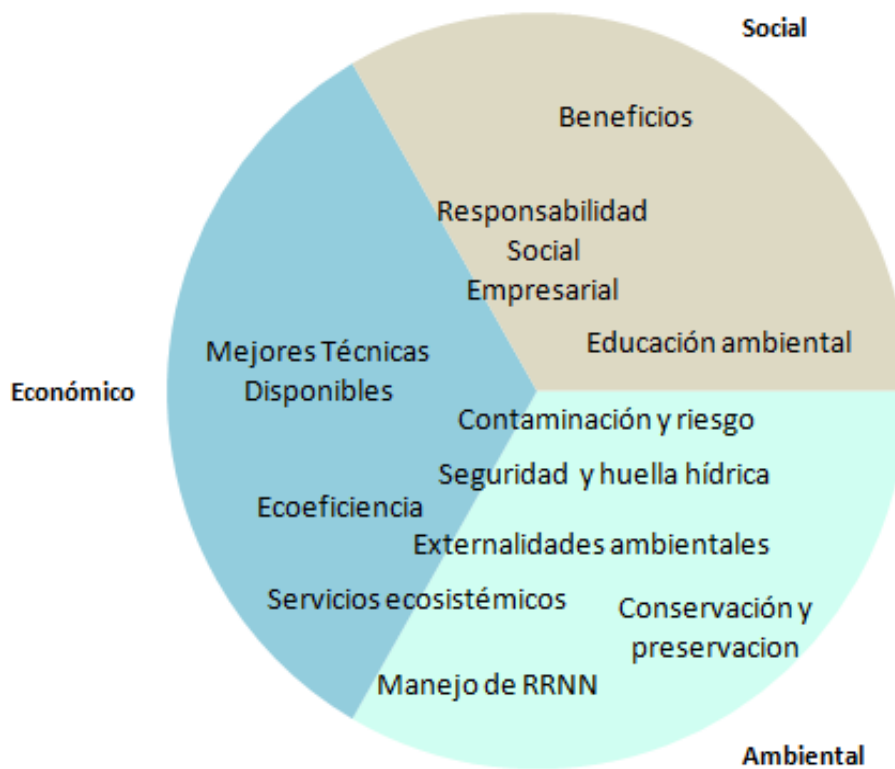 Social
Beneficios
Responsabilidad
Social
Empresarial
Educación ambiental
Mejores Técnicas
Disponibles
Económico
Contaminación y riesgo
Seguridad y huella hídrica
Ecoeficiencia
Externalidades ambientales
Servicios ecosistémicos
Conservación y
preservacion
Manejo de RRNN
Ambiental